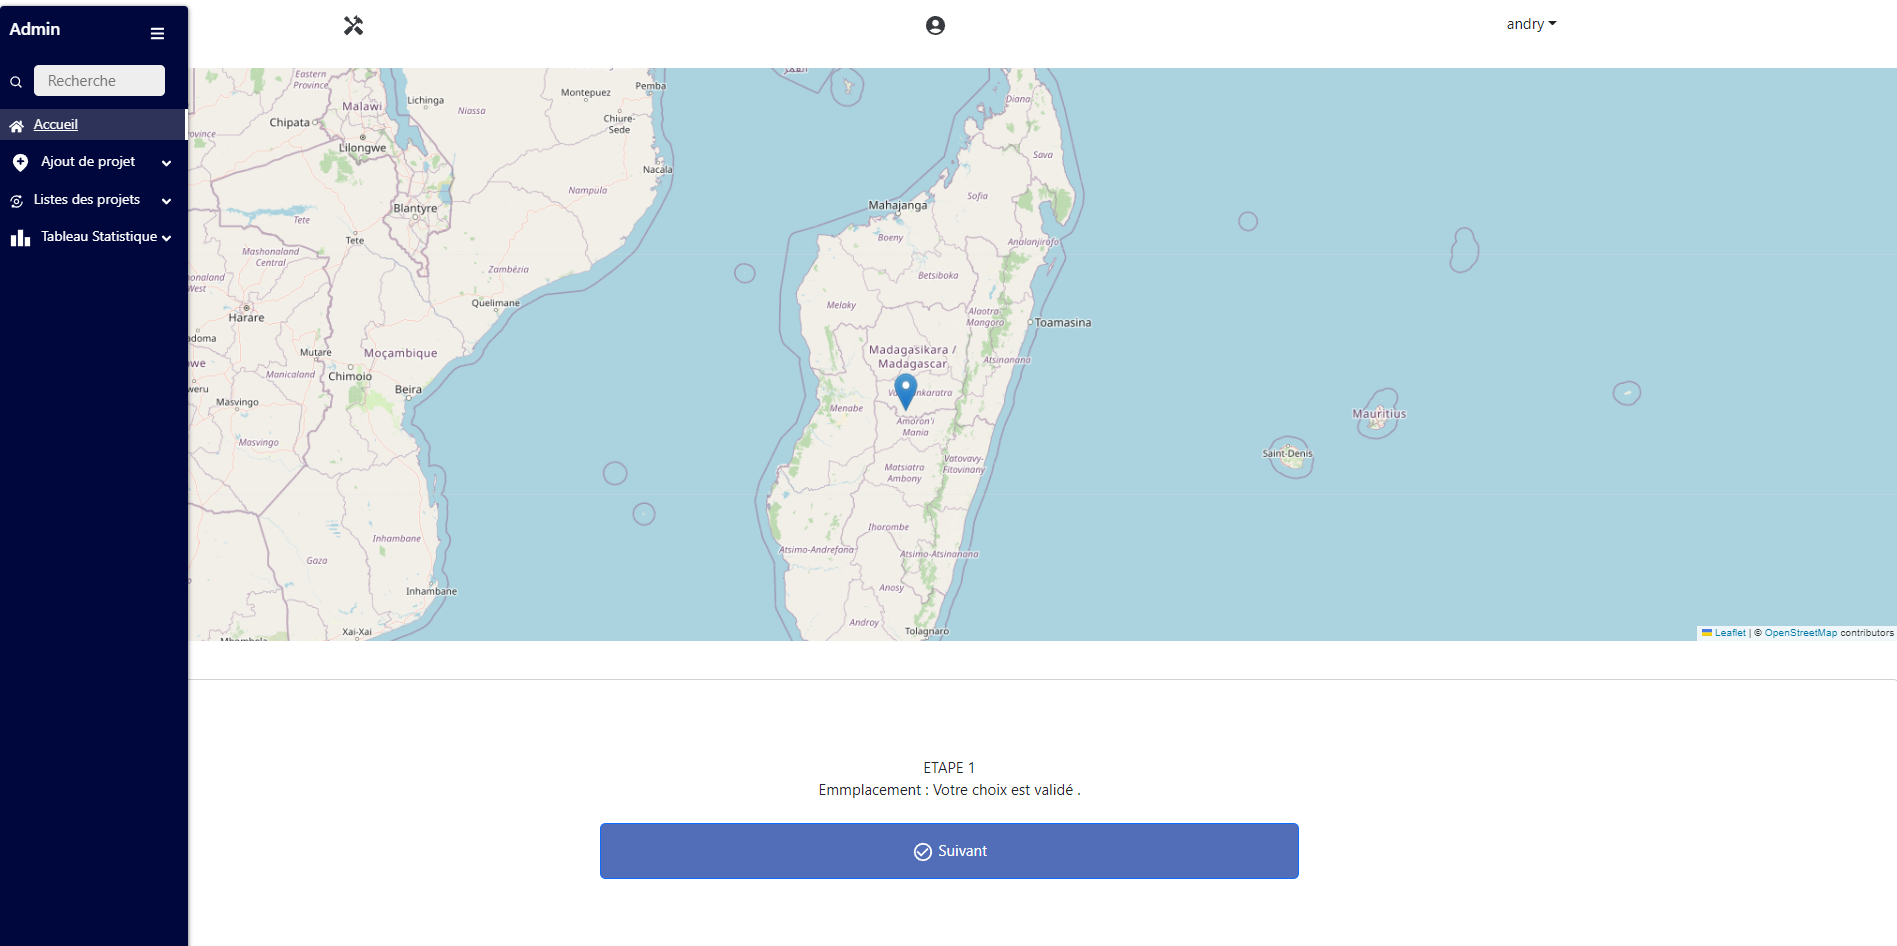 Admin
andry
Recherche
Accueil
Ajout de projet
Listes des projets
Tableau Statistique
Eastern
Province
Malawi
Lichinga
Niassa
Montepuez
Pemba
Chiure-
Sede
Chipata
Lilongwe
Nacala
Nampula
Blantyre
Tete
Tete
Mashonaland
Central
Zambézia
Quelimane
Harare
Mutare
Moçambique
Manicaland
Chimoio
Beira
Masvingo
Masvingo
Inhambane
Gaza
Inhambane
Xai-Xai
Diana
Sava
Sofia
Mahajanga
Boeny
Analanjirofo
Betsiboka
Melaky
Alaotra-
Mangoro
Toamasina
Madagasikara /
Madagascar
Atsinanana
Menabe
Amoron'i
Mania
Matsiatra
Ambony
Vatovavy-
Fitovinany
Ihorombe
Atsimo-Andrefana
Atsimo-Atsinanana
Anosy
Androy
Tolagnaro
Mauritius
Saint-Denis
Leaflet | © OpenStreetMap contributors
ETAPE 1
Emmplacement : Votre choix est validé .
Suivant